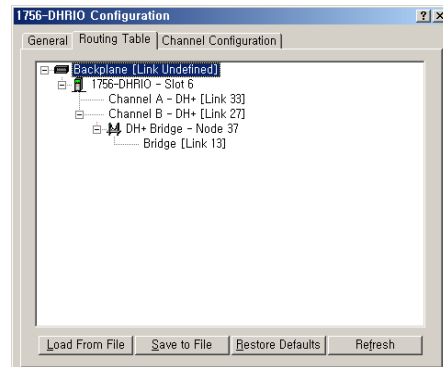 1756-DHRIO Configuration
General
Routing Table
Channel Configuration
Backplane [Link Undefined]
1756-DHRIO - Slot 6
Channel A - DH+ [Link 33]
Channel B - DH+ [Link 27]
DH+ Bridge - Node 37
Bridge [Link 13]
Load From File
Save to File
Restore Defaults
Refresh